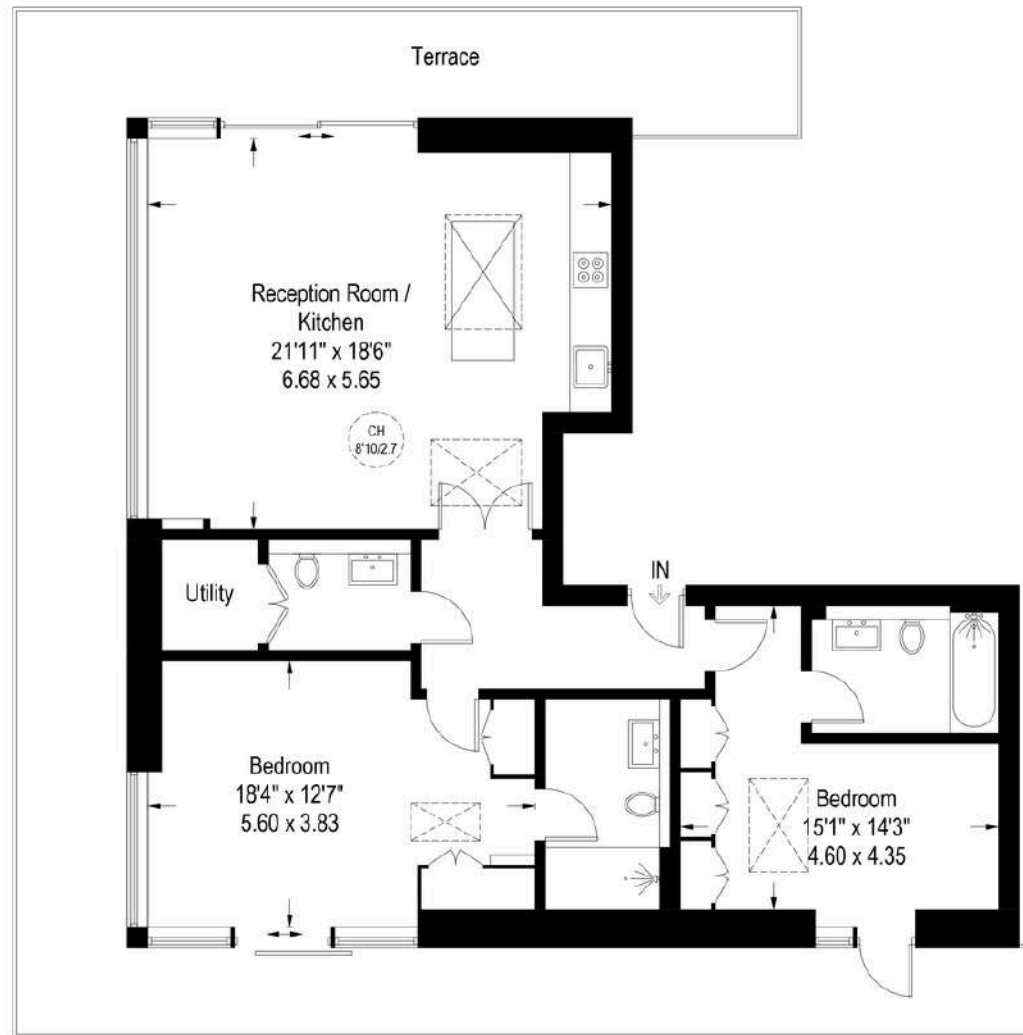 Terrace
Reception Room /
Kitchen
21'11" x 18'6"
6.68 x 5.65
CH
8'10/2.7
IN
Utility
Bedroom
18'4" x 12'7"
5.60 x 3.83
Bedroom
15'1" x 14'3"
4.60 x 4.35